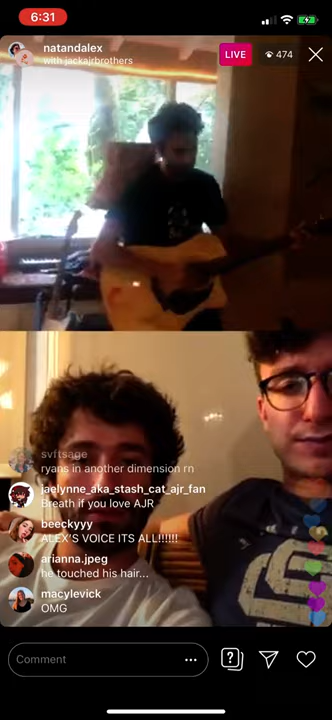 6:31
natandalex
with jackajrbrothers
LIVE
474
svftsage
ryans in another dimension rn
jaelynne_aka_stash_cat_ajr_fan
Breath if you love AJR
beeckyyy
ALEX'S VOICE ITS ALL!!!!!!
arianna.jpeg
he touched his hair...
macylevick
OMG
Comment